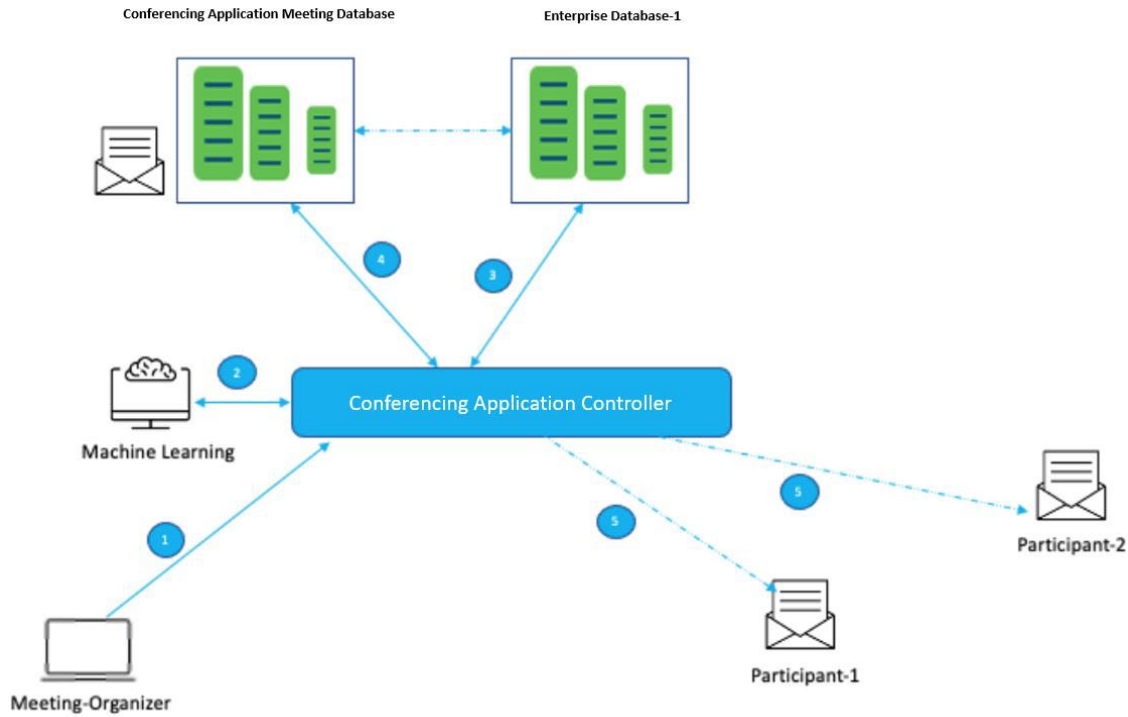 Conferencing Application Meeting Database
Enterprise Database-1
4
3
2
Conferencing Application Controller
Machine Learning
5
5
1
Participant-2
Participant-1
Meeting-Organizer